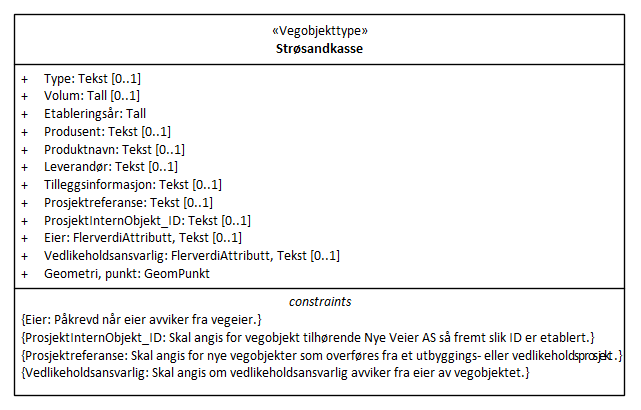 «Vegobjekttype»
Strøsandkasse
+ Type: Tekst [0..1]
+ Volum: Tall [0..1]
+ Etableringsår: Tall
+ Produsent: Tekst [0..1]
+ Produktnavn: Tekst [0..1]
+ Leverandør: Tekst [0..1]
+ Tilleggsinformasjon: Tekst [0..1]
+ Prosjektreferanse: Tekst [0..1]
+ ProsjektInternObjekt_ID: Tekst [0..1]
+ Eier: FlerverdiAttributt, Tekst [0..1]
+ Vedlikeholdsansvarlig: FlerverdiAttributt, Tekst [0..1]
+ Geometri, punkt: GeomPunkt
constraints
{Eier: Påkrevd når eier avviker fra vegeier.}
{ProsjektInternObjekt_ID: Skal angis for vegobjekt tilhørende Nye Veier AS så fremt slik ID er etablert.}
{Prosjektreferanse: Skal angis for nye vegobjekter som overføres fra et utbyggings- eller vedlikeholdsprosjekt.}
{Vedlikeholdsansvarlig: Skal angis om vedlikeholdsansvarlig avviker fra eier av vegobjektet.}